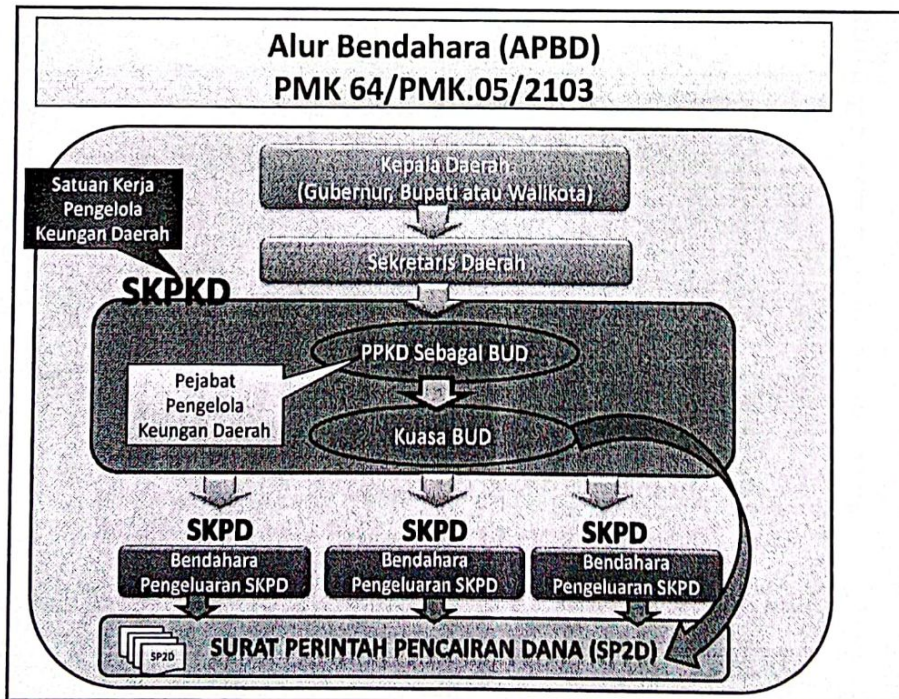 Alur Bendahara (APBD)
PMK 64/PMK.05/2103
Kepala Daerah
(Gubernur, Bupati atau Walikota)
Satuan Kerja
Pengelola
Keungan Daerah
Sekretaris Daerah
SKPKD
PPKD Sebagai BUD
Pejabat
Pengelola
Keungan Daerah
Kuasa BUD
SKPD
SKPD
SKPD
Bendahara
Pengeluaran SKPD
Bendahara
Pengeluaran SKPD
Bendahara
Pengeluaran SKPD
SP2D
SURAT PERINTAH PENCAIRAN DANA (SP2D)